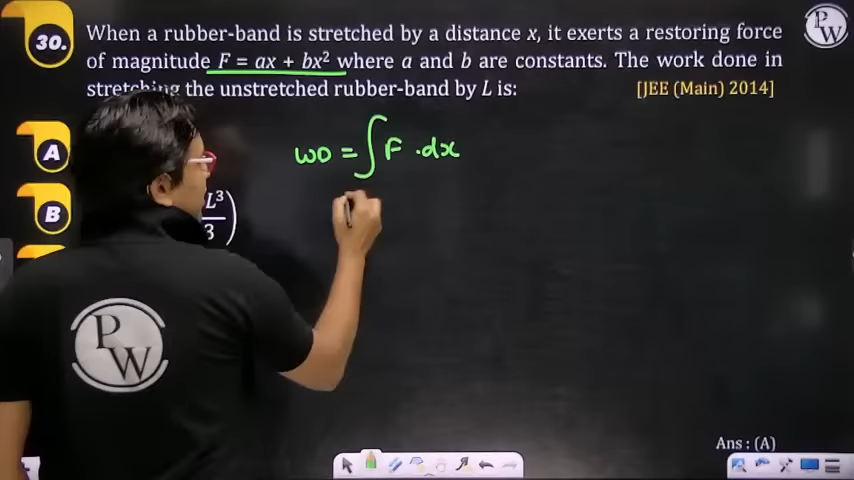 30. When a rubber-band is stretched by a distance x, it exerts a restoring force
of magnitude F = ax + bx² where a and b are constants. The work done in
stretching the unstretched rubber-band by L is: [JEE (Main) 2014]
PW
WD = ∫ F · dx
A
B
L³
3
)
PW
Ans : (A)